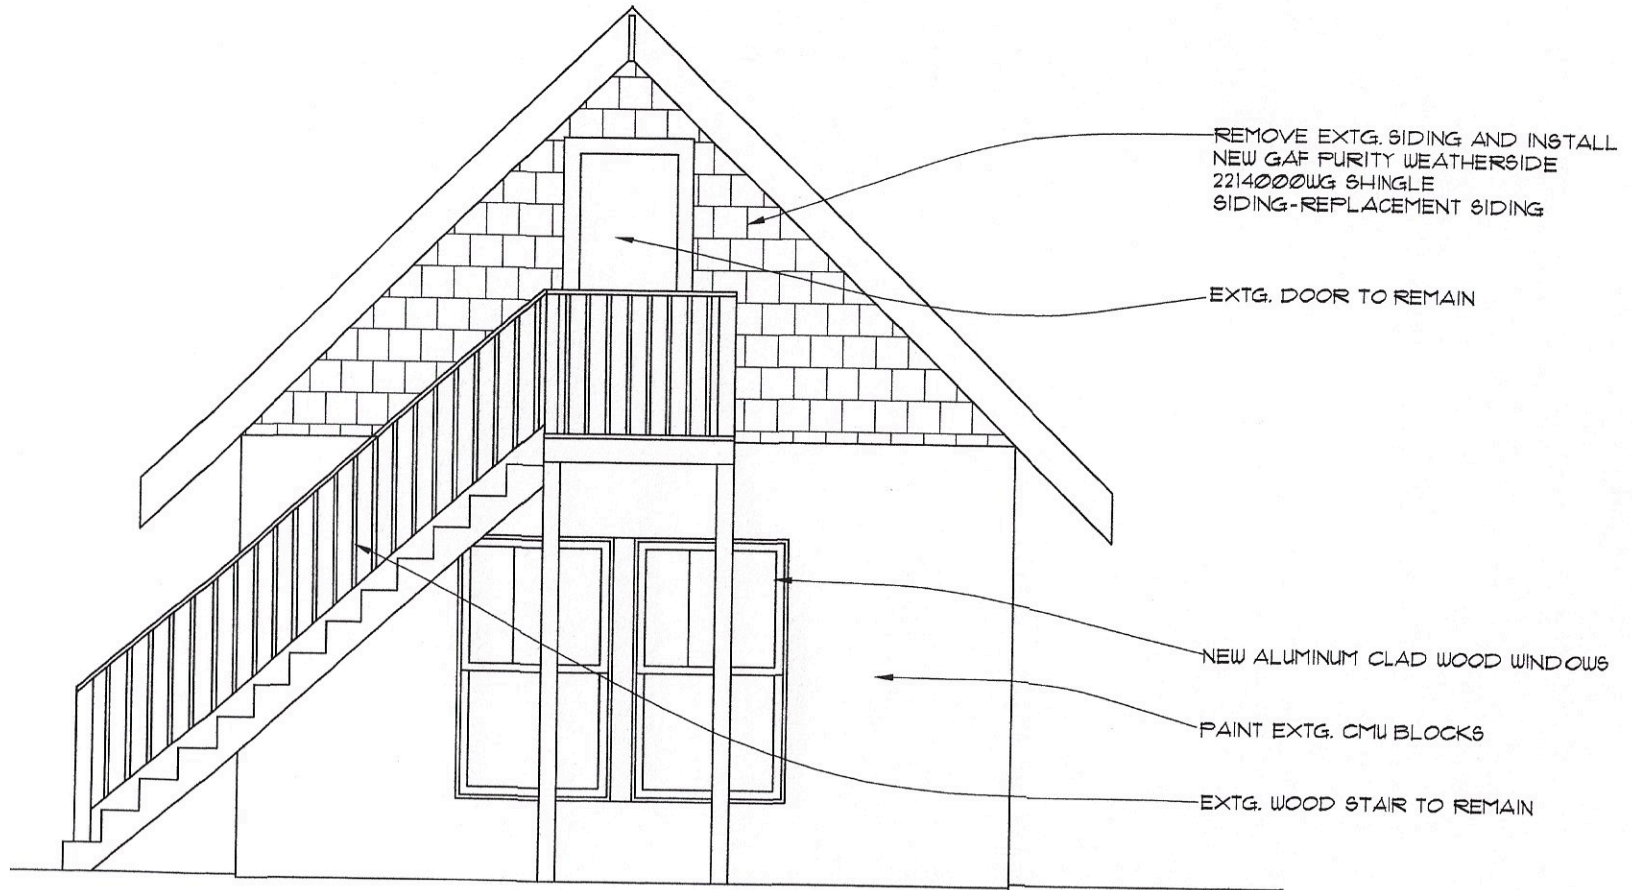 REMOVE EXTG. SIDING AND INSTALL
NEW GAF PURITY WEATHERSIDE
2214000WG SHINGLE
SIDING-REPLACEMENT SIDING
EXTG. DOOR TO REMAIN
NEW ALUMINUM CLAD WOOD WINDOWS
PAINT EXTG. CMU BLOCKS
EXTG. WOOD STAIR TO REMAIN